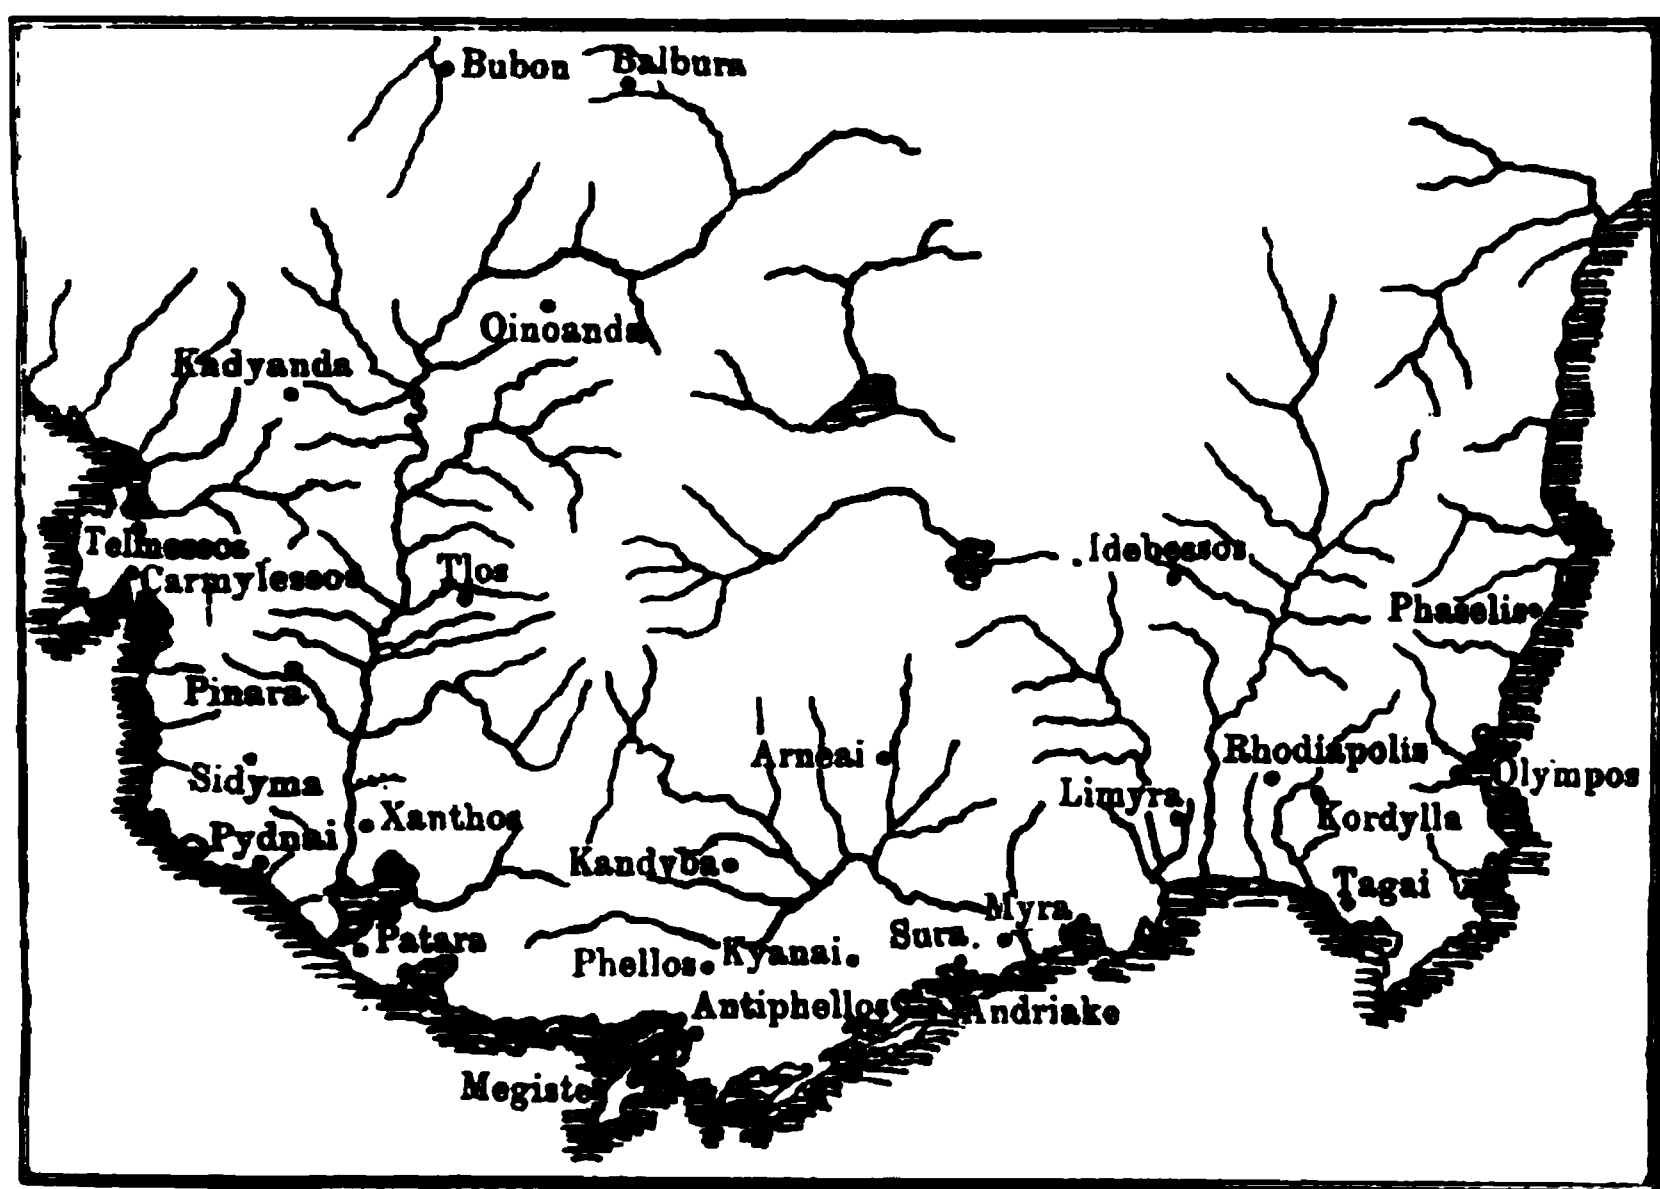 Bubon
Balbura
Oinoanda
Kadyanda
Telmessos
Carmylessos
Tlos
Idebessos
Phaselis
Pinara
Arneai
Rhodiapolis
Olympos
Sidyma
Limyra
Xanthos
Kordylla
Pydnai
Kandyba
Tagai
Myra
Patara
Sura
Phellos
Kyanai
Antiphellos
Andriake
Megiste